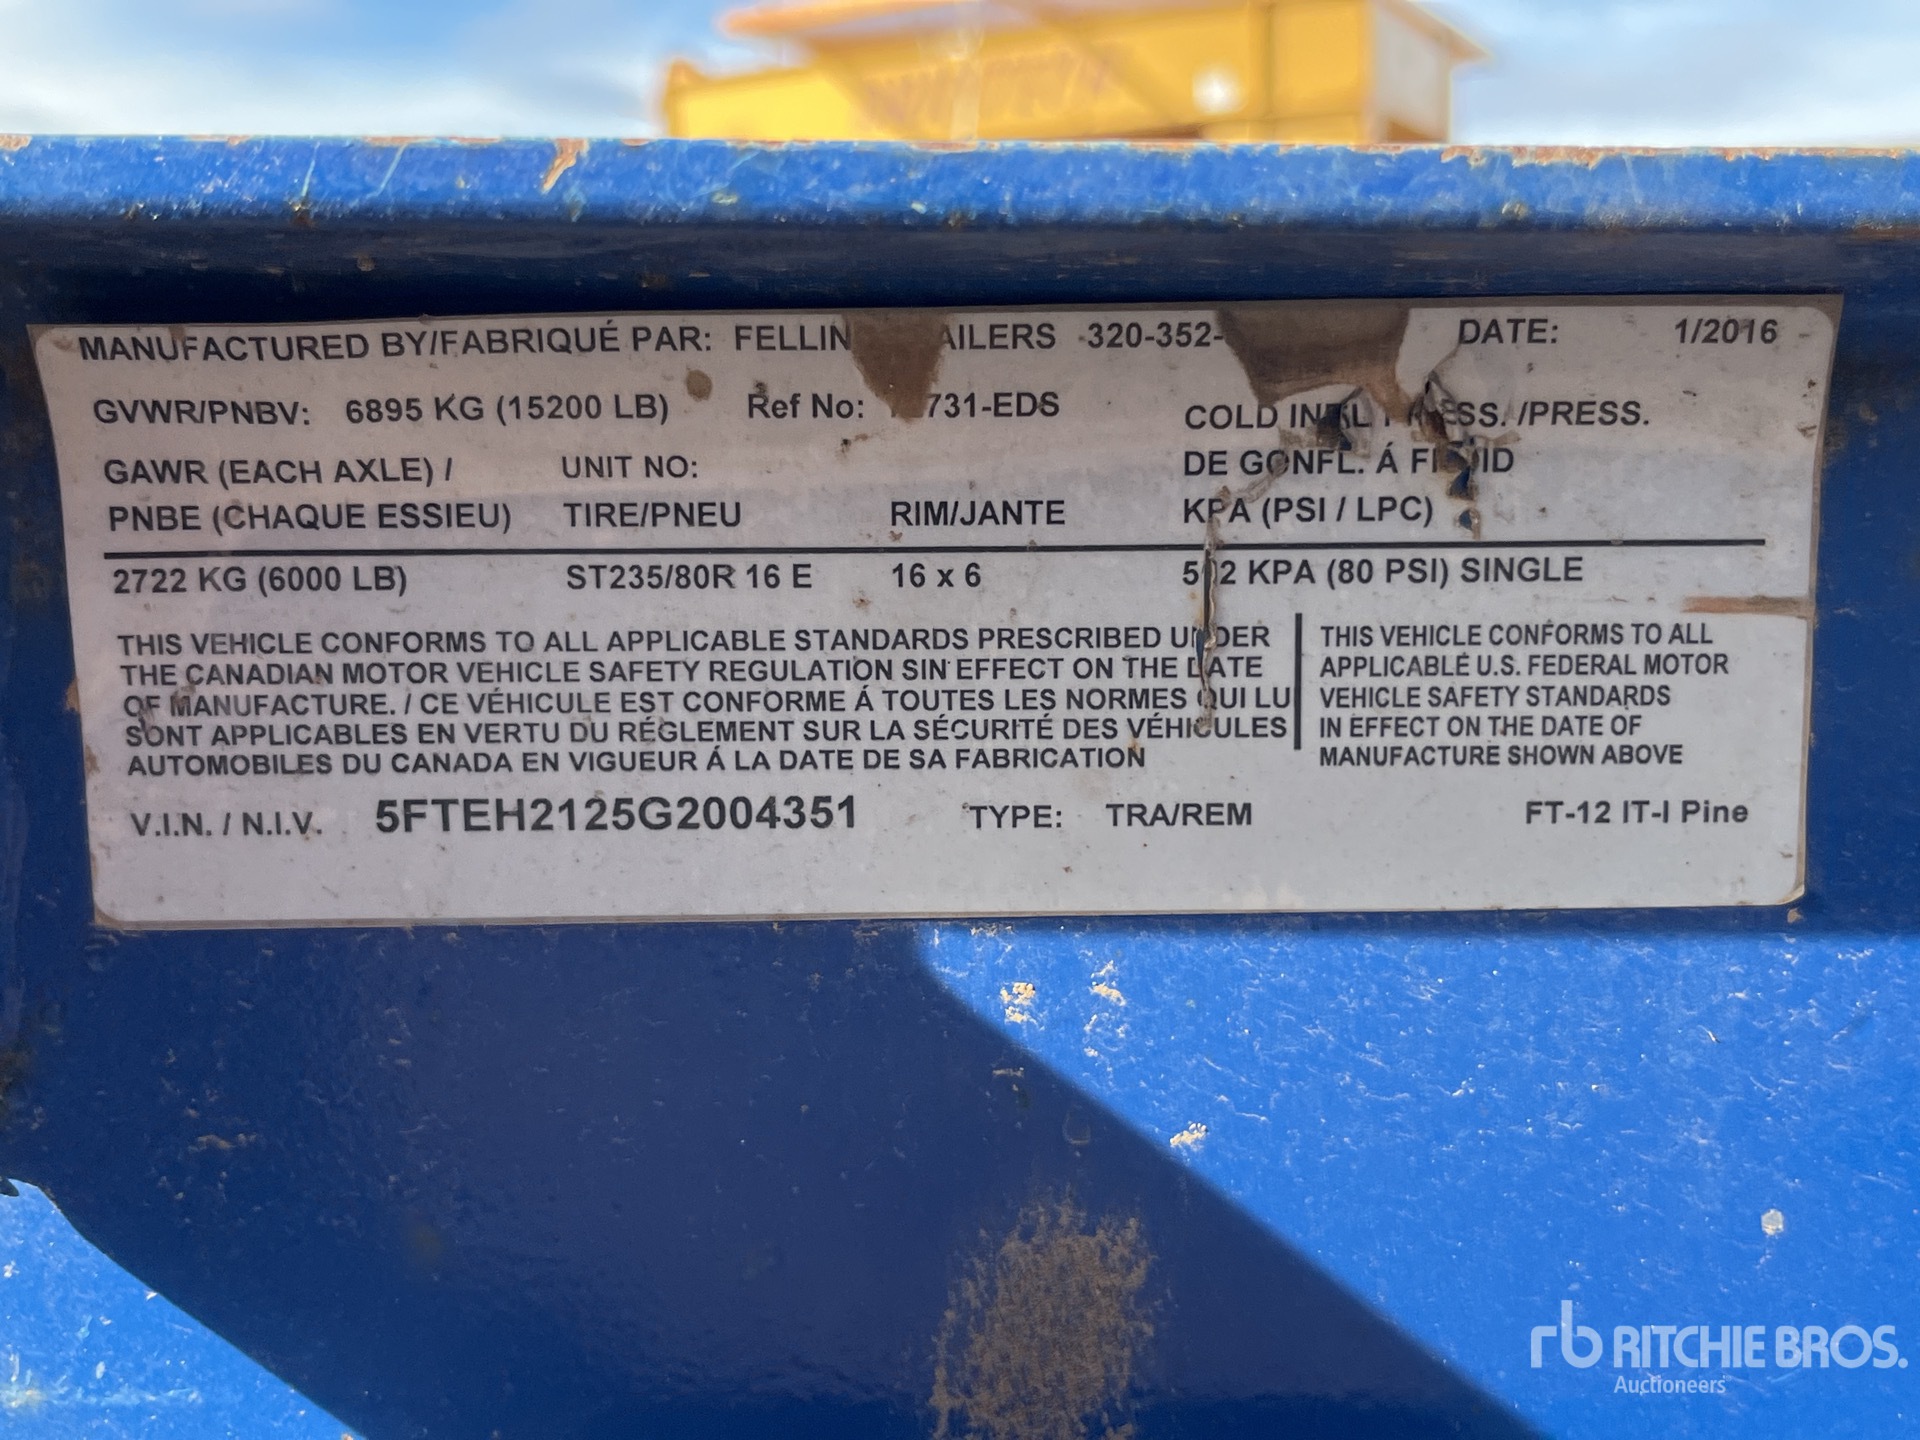 MANUFACTURED BY/FABRIQUÉ PAR: 320-352- DATE: 1/2016
GVWR/PNBV: 6895 KG (15200 LB) Ref No: 731-EDS COLD /PRESS.
GAWR (EACH AXLE) / UNIT NO: DE GONFL. Á
PNBE (CHAQUE ESSIEU) TIRE/PNEU RIM/JANTE KPA (PSI / LPC)
2722 KG (6000 LB) ST235/80R 16 E 16 x 6 KPA (80 PSI) SINGLE
THIS VEHICLE CONFORMS TO ALL APPLICABLE STANDARDS PRESCRIBED UNDER
THE CANADIAN MOTOR VEHICLE SAFETY REGULATION SIN EFFECT ON THE DATE
OF MANUFACTURE. / CE VÉHICULE EST CONFORME Á TOUTES LES NORMES QUI LU
SONT APPLICABLES EN VERTU DU RÉGLEMENT SUR LA SÉCURITÉ DES VÉHICULES
AUTOMOBILES DU CANADA EN VIGUEUR Á LA DATE DE SA FABRICATION
THIS VEHICLE CONFORMS TO ALL
APPLICABLE U.S. FEDERAL MOTOR
VEHICLE SAFETY STANDARDS
IN EFFECT ON THE DATE OF
MANUFACTURE SHOWN ABOVE
V.I.N. / N.I.V. 5FTEH2125G2004351 TYPE: TRA/REM FT-12 IT-I Pine
rb RITCHIE BROS.
Auctioneers